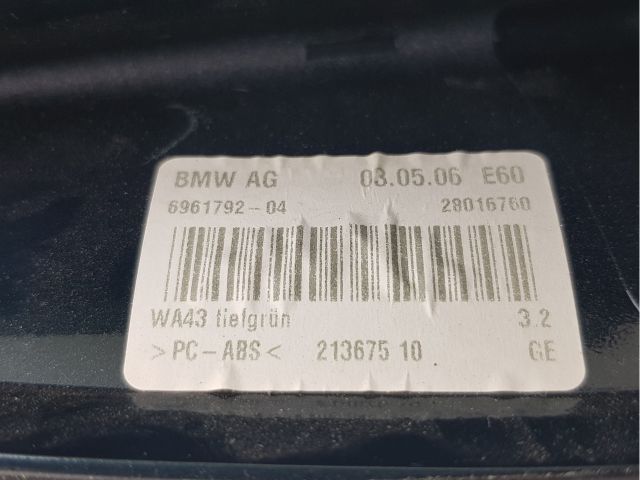 BMW AG 03.05.06 E60
6961792-04 28016760
WA43 tiefgrün 3.2
>PC-ABS< 213675 10 GE